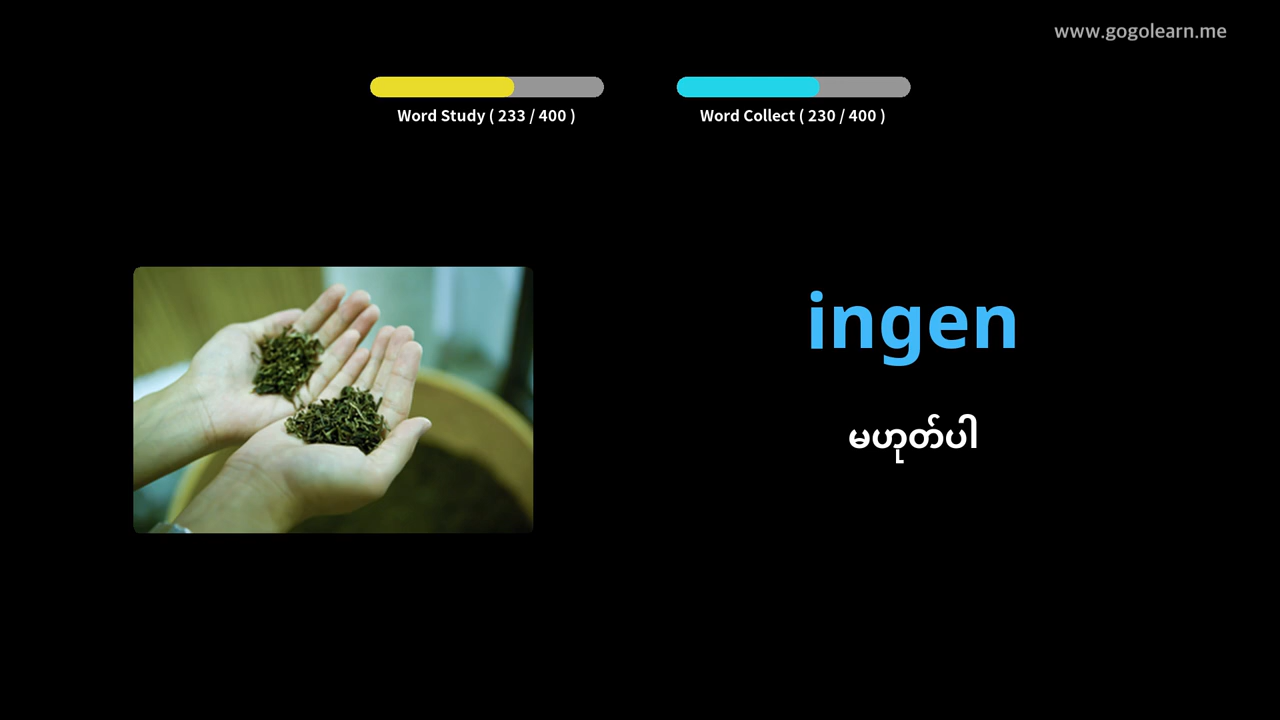 www.gogolearn.me
Word Study ( 233 / 400 )
Word Collect ( 230 / 400 )
ingen
မဟုတ်ပါ